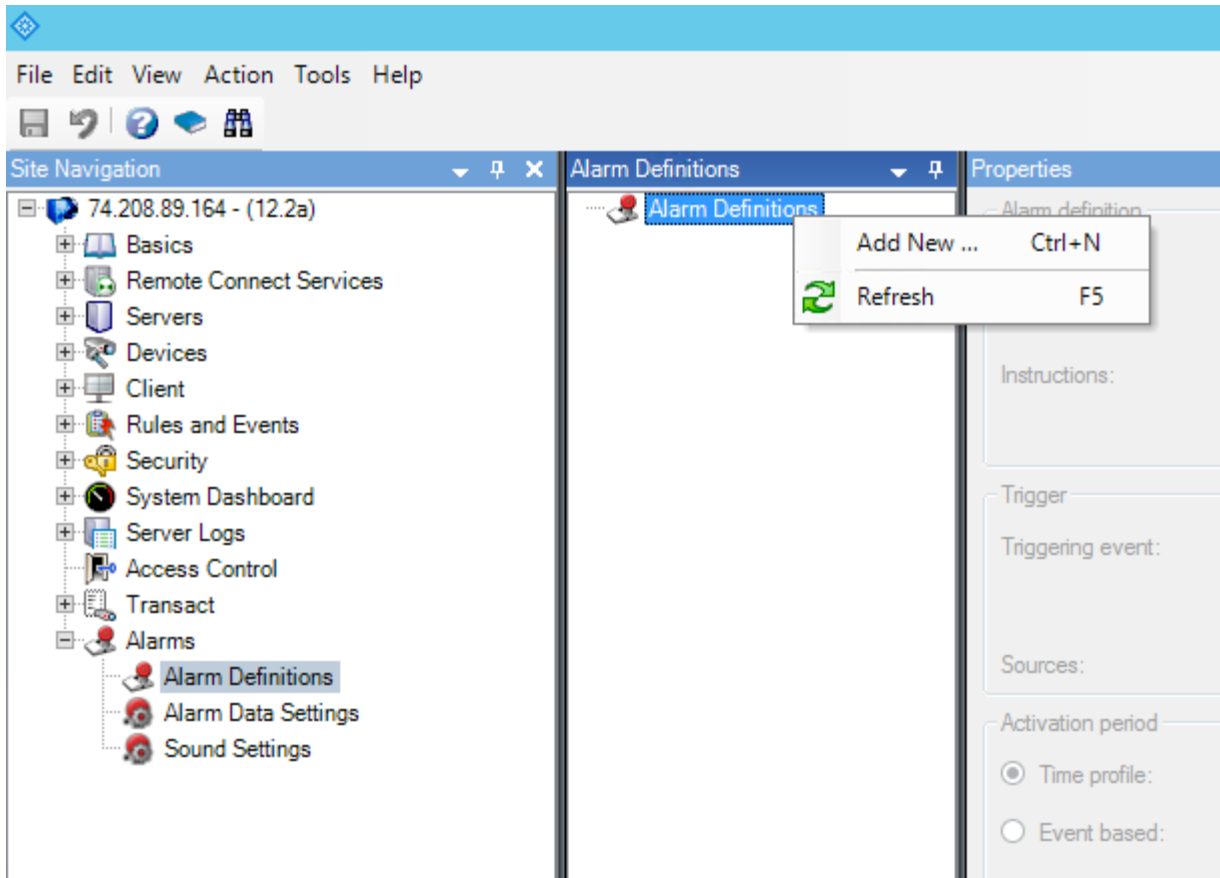 File Edit View Action Tools Help
Site Navigation
74.208.89.164 - (12.2a)
Basics
Remote Connect Services
Servers
Devices
Client
Rules and Events
Security
System Dashboard
Server Logs
Access Control
Transact
Alarms
Alarm Definitions
Alarm Data Settings
Sound Settings
Alarm Definitions
Alarm Definitions
Add New ... Ctrl+N
Refresh F5
Properties
Alarm definition
Instructions:
Trigger
Triggering event:
Sources:
Activation period
Time profile:
Event based: